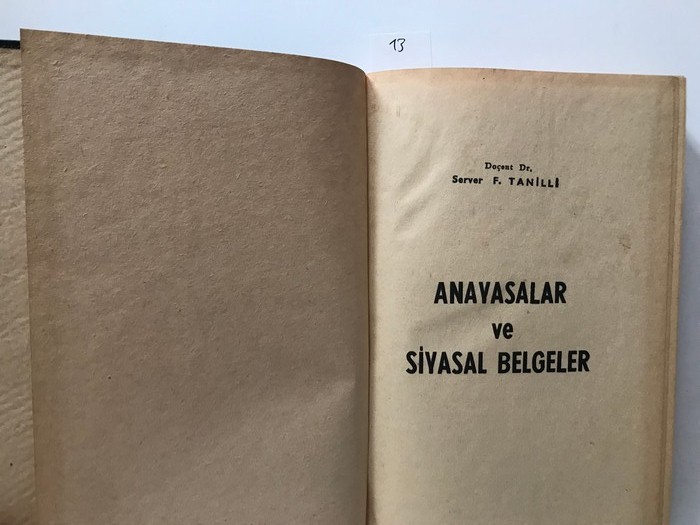 13
Doçent Dr.
Server F. TANİLLİ
ANAYASALAR
ve
SİYASAL BELGELER